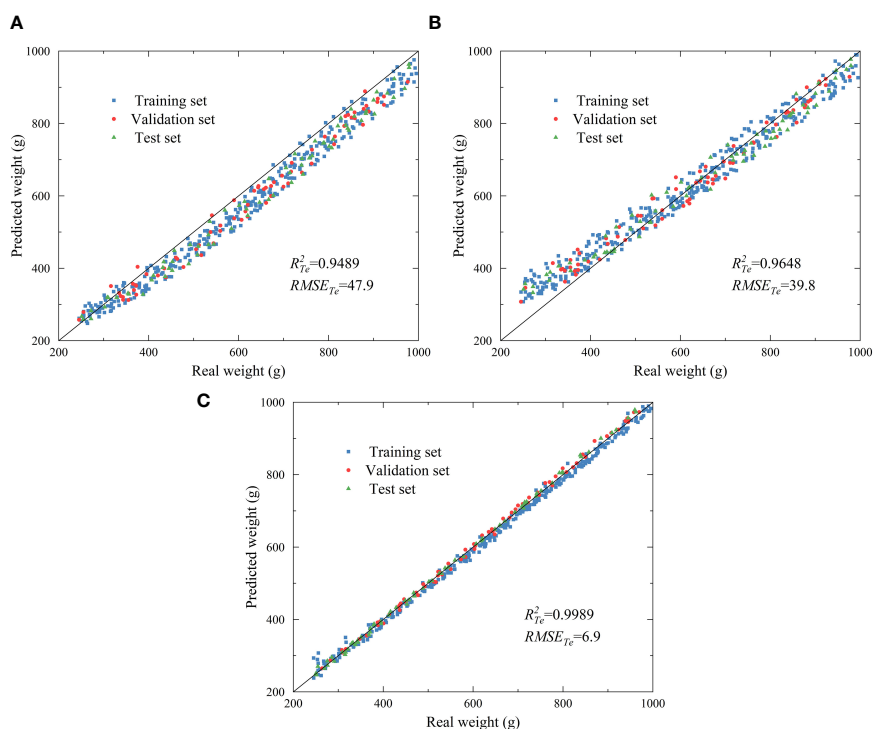 A
1000
800
600
400
200
200
400
600
800
1000
Predicted weight (g)
Real weight (g)
Training set
Validation set
Test set
R²Te=0.9489
RMSETe=47.9
B
1000
800
600
400
200
200
400
600
800
1000
Predicted weight (g)
Real weight (g)
Training set
Validation set
Test set
R²Te=0.9648
RMSETe=39.8
C
1000
800
600
400
200
200
400
600
800
1000
Predicted weight (g)
Real weight (g)
Training set
Validation set
Test set
R²Te=0.9989
RMSETe=6.9